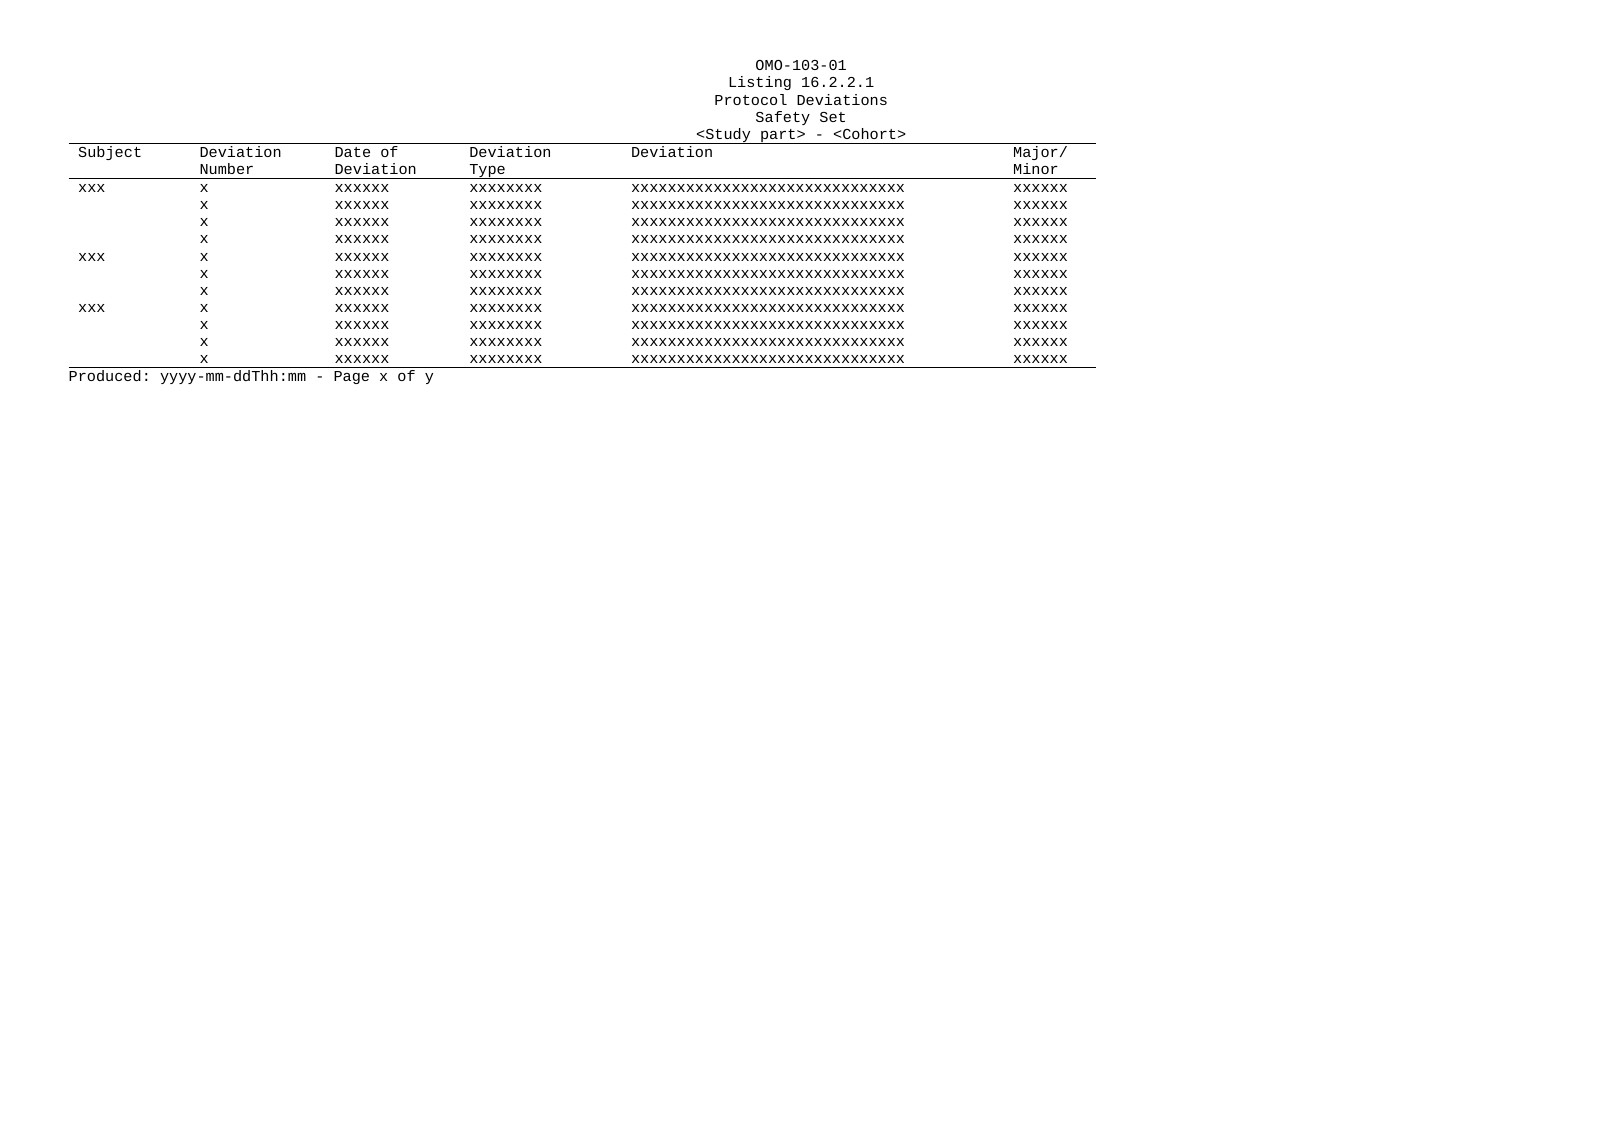 OMO-103-01
Listing 16.2.2.1
Protocol Deviations
Safety Set
<Study part> - <Cohort>
Subject Deviation Date of Deviation Deviation Major/
Number Deviation Type Minor
xxx x xxxxxx xxxxxxxx xxxxxxxxxxxxxxxxxxxxxxxxxxxxxx xxxxxx
x xxxxxx xxxxxxxx xxxxxxxxxxxxxxxxxxxxxxxxxxxxxx xxxxxx
x xxxxxx xxxxxxxx xxxxxxxxxxxxxxxxxxxxxxxxxxxxxx xxxxxx
x xxxxxx xxxxxxxx xxxxxxxxxxxxxxxxxxxxxxxxxxxxxx xxxxxx
xxx x xxxxxx xxxxxxxx xxxxxxxxxxxxxxxxxxxxxxxxxxxxxx xxxxxx
x xxxxxx xxxxxxxx xxxxxxxxxxxxxxxxxxxxxxxxxxxxxx xxxxxx
x xxxxxx xxxxxxxx xxxxxxxxxxxxxxxxxxxxxxxxxxxxxx xxxxxx
xxx x xxxxxx xxxxxxxx xxxxxxxxxxxxxxxxxxxxxxxxxxxxxx xxxxxx
x xxxxxx xxxxxxxx xxxxxxxxxxxxxxxxxxxxxxxxxxxxxx xxxxxx
x xxxxxx xxxxxxxx xxxxxxxxxxxxxxxxxxxxxxxxxxxxxx xxxxxx
x xxxxxx xxxxxxxx xxxxxxxxxxxxxxxxxxxxxxxxxxxxxx xxxxxx
Produced: yyyy-mm-ddThh:mm - Page x of y